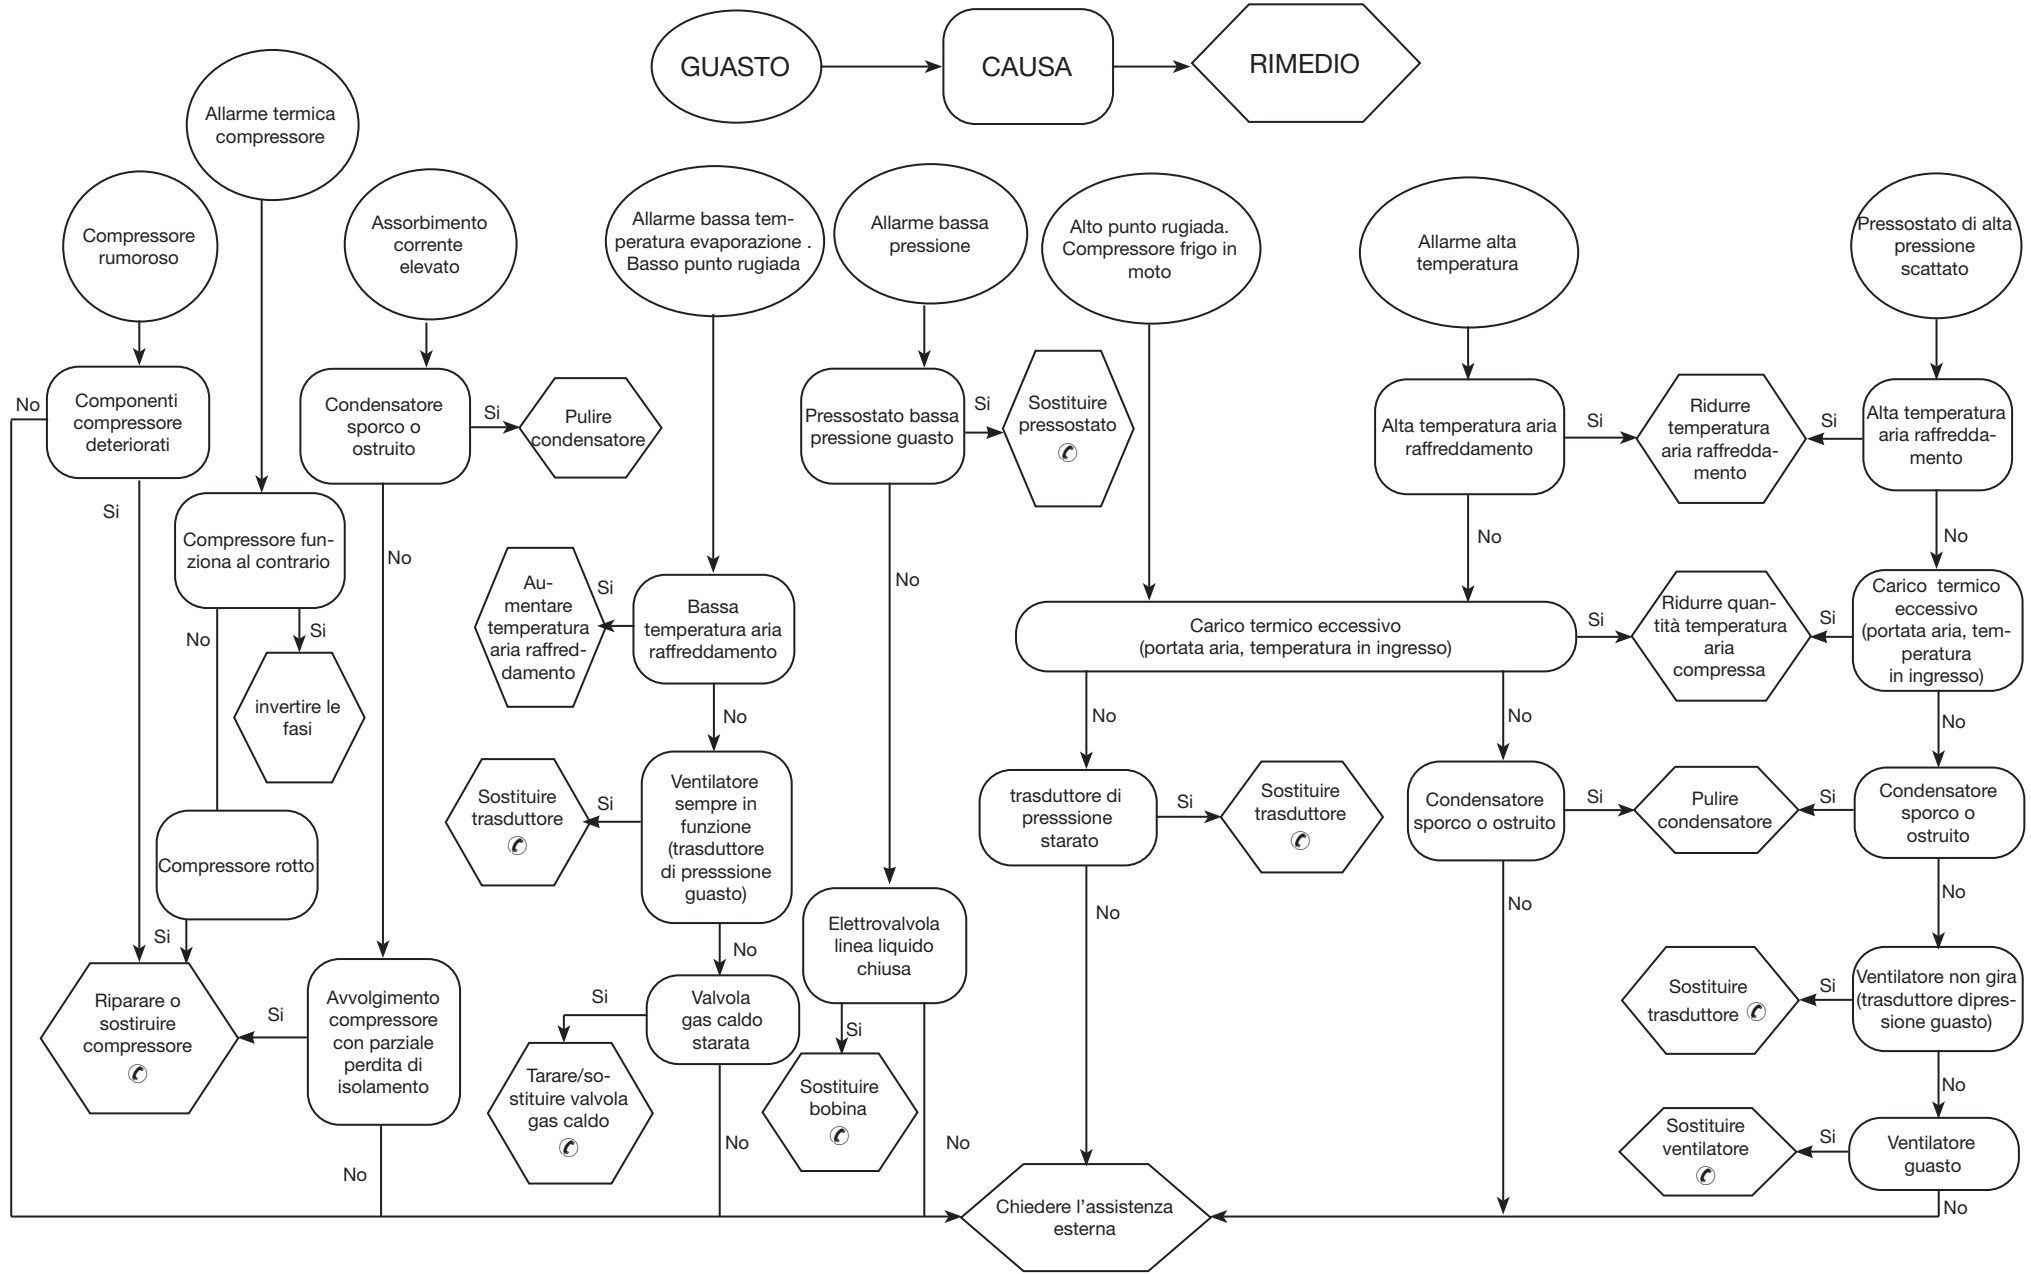 GUASTO
CAUSA
RIMEDIO
Allarme termica
compressore
Compressore
rumoroso
Assorbimento
corrente
elevato
Allarme bassa tem-
peratura evaporazione .
Basso punto rugiada
Allarme bassa
pressione
Alto punto rugiada.
Compressore frigo in
moto
Allarme alta
temperatura
Pressostato di alta
pressione
scattato
No
Componenti
compressore
deteriorati
Si
Condensatore
sporco o
ostruito
Si
Pulire
condensatore
No
Pressostato bassa
pressione guasto
Si
Sostituire
pressostato
No
Alta temperatura aria
raffreddamento
Si
Ridurre
temperatura
aria raffredda-
mento
Si
Alta temperatura
aria raffredda-
mento
No
No
Compressore fun-
ziona al contrario
No
Si
invertire le
fasi
Au-
mentare
temperatura
aria raffred-
damento
Si
Bassa
temperatura aria
raffreddamento
No
Carico termico eccessivo
(portata aria, temperatura in ingresso)
Si
Ridurre quan-
tità temperatura
aria
compressa
Si
Carico termico
eccessivo
(portata aria, tem-
peratura
in ingresso)
No
No
No
Sostituire
trasduttore
Si
Ventilatore
sempre in
funzione
(trasduttore
di presssione
guasto)
No
trasduttore di
presssione
starato
Si
Sostituire
trasduttore
No
Condensatore
sporco o ostruito
Si
Pulire
condensatore
Si
Condensatore
sporco o
ostruito
No
No
Compressore rotto
Si
Riparare o
sostiruire
compressore
Si
Avvolgimento
compressore
con parziale
perdita di
isolamento
No
Si
Valvola
gas caldo
starata
Tarare/so-
stituire valvola
gas caldo
No
Elettrovalvola
linea liquido
chiusa
Si
Sostituire
bobina
No
Sostituire
trasduttore
Si
Ventilatore non gira
(trasduttore dipres-
sione guasto)
No
Sostituire
ventilatore
Si
Ventilatore
guasto
No
Chiedere l'assistenza
esterna